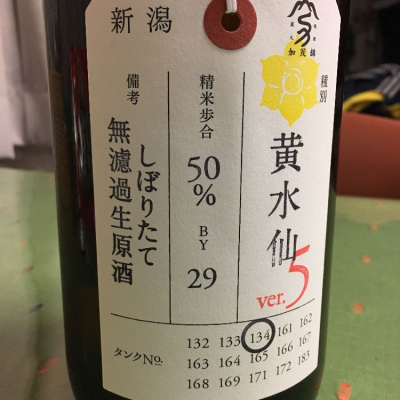 新潟
加茂錦
種別
黄水仙
ver.5
精米歩合
50%
BY
29
備考
しぼりたて
無濾過生原酒
タンクNo.
132 133 134 161 162
163 164 165 166 167
168 169 171 172 183